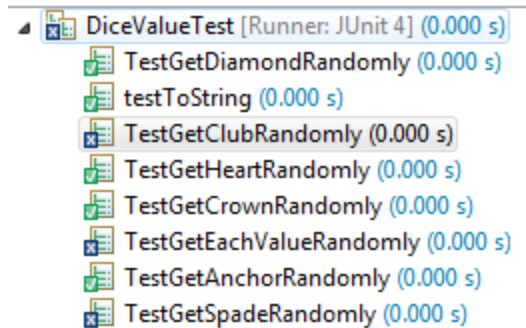 DiceValueTest [Runner: JUnit 4] (0.000 s)
TestGetDiamondRandomly (0.000 s)
testToString (0.000 s)
TestGetClubRandomly (0.000 s)
TestGetHeartRandomly (0.000 s)
TestGetCrownRandomly (0.000 s)
TestGetEachValueRandomly (0.000 s)
TestGetAnchorRandomly (0.000 s)
TestGetSpadeRandomly (0.000 s)